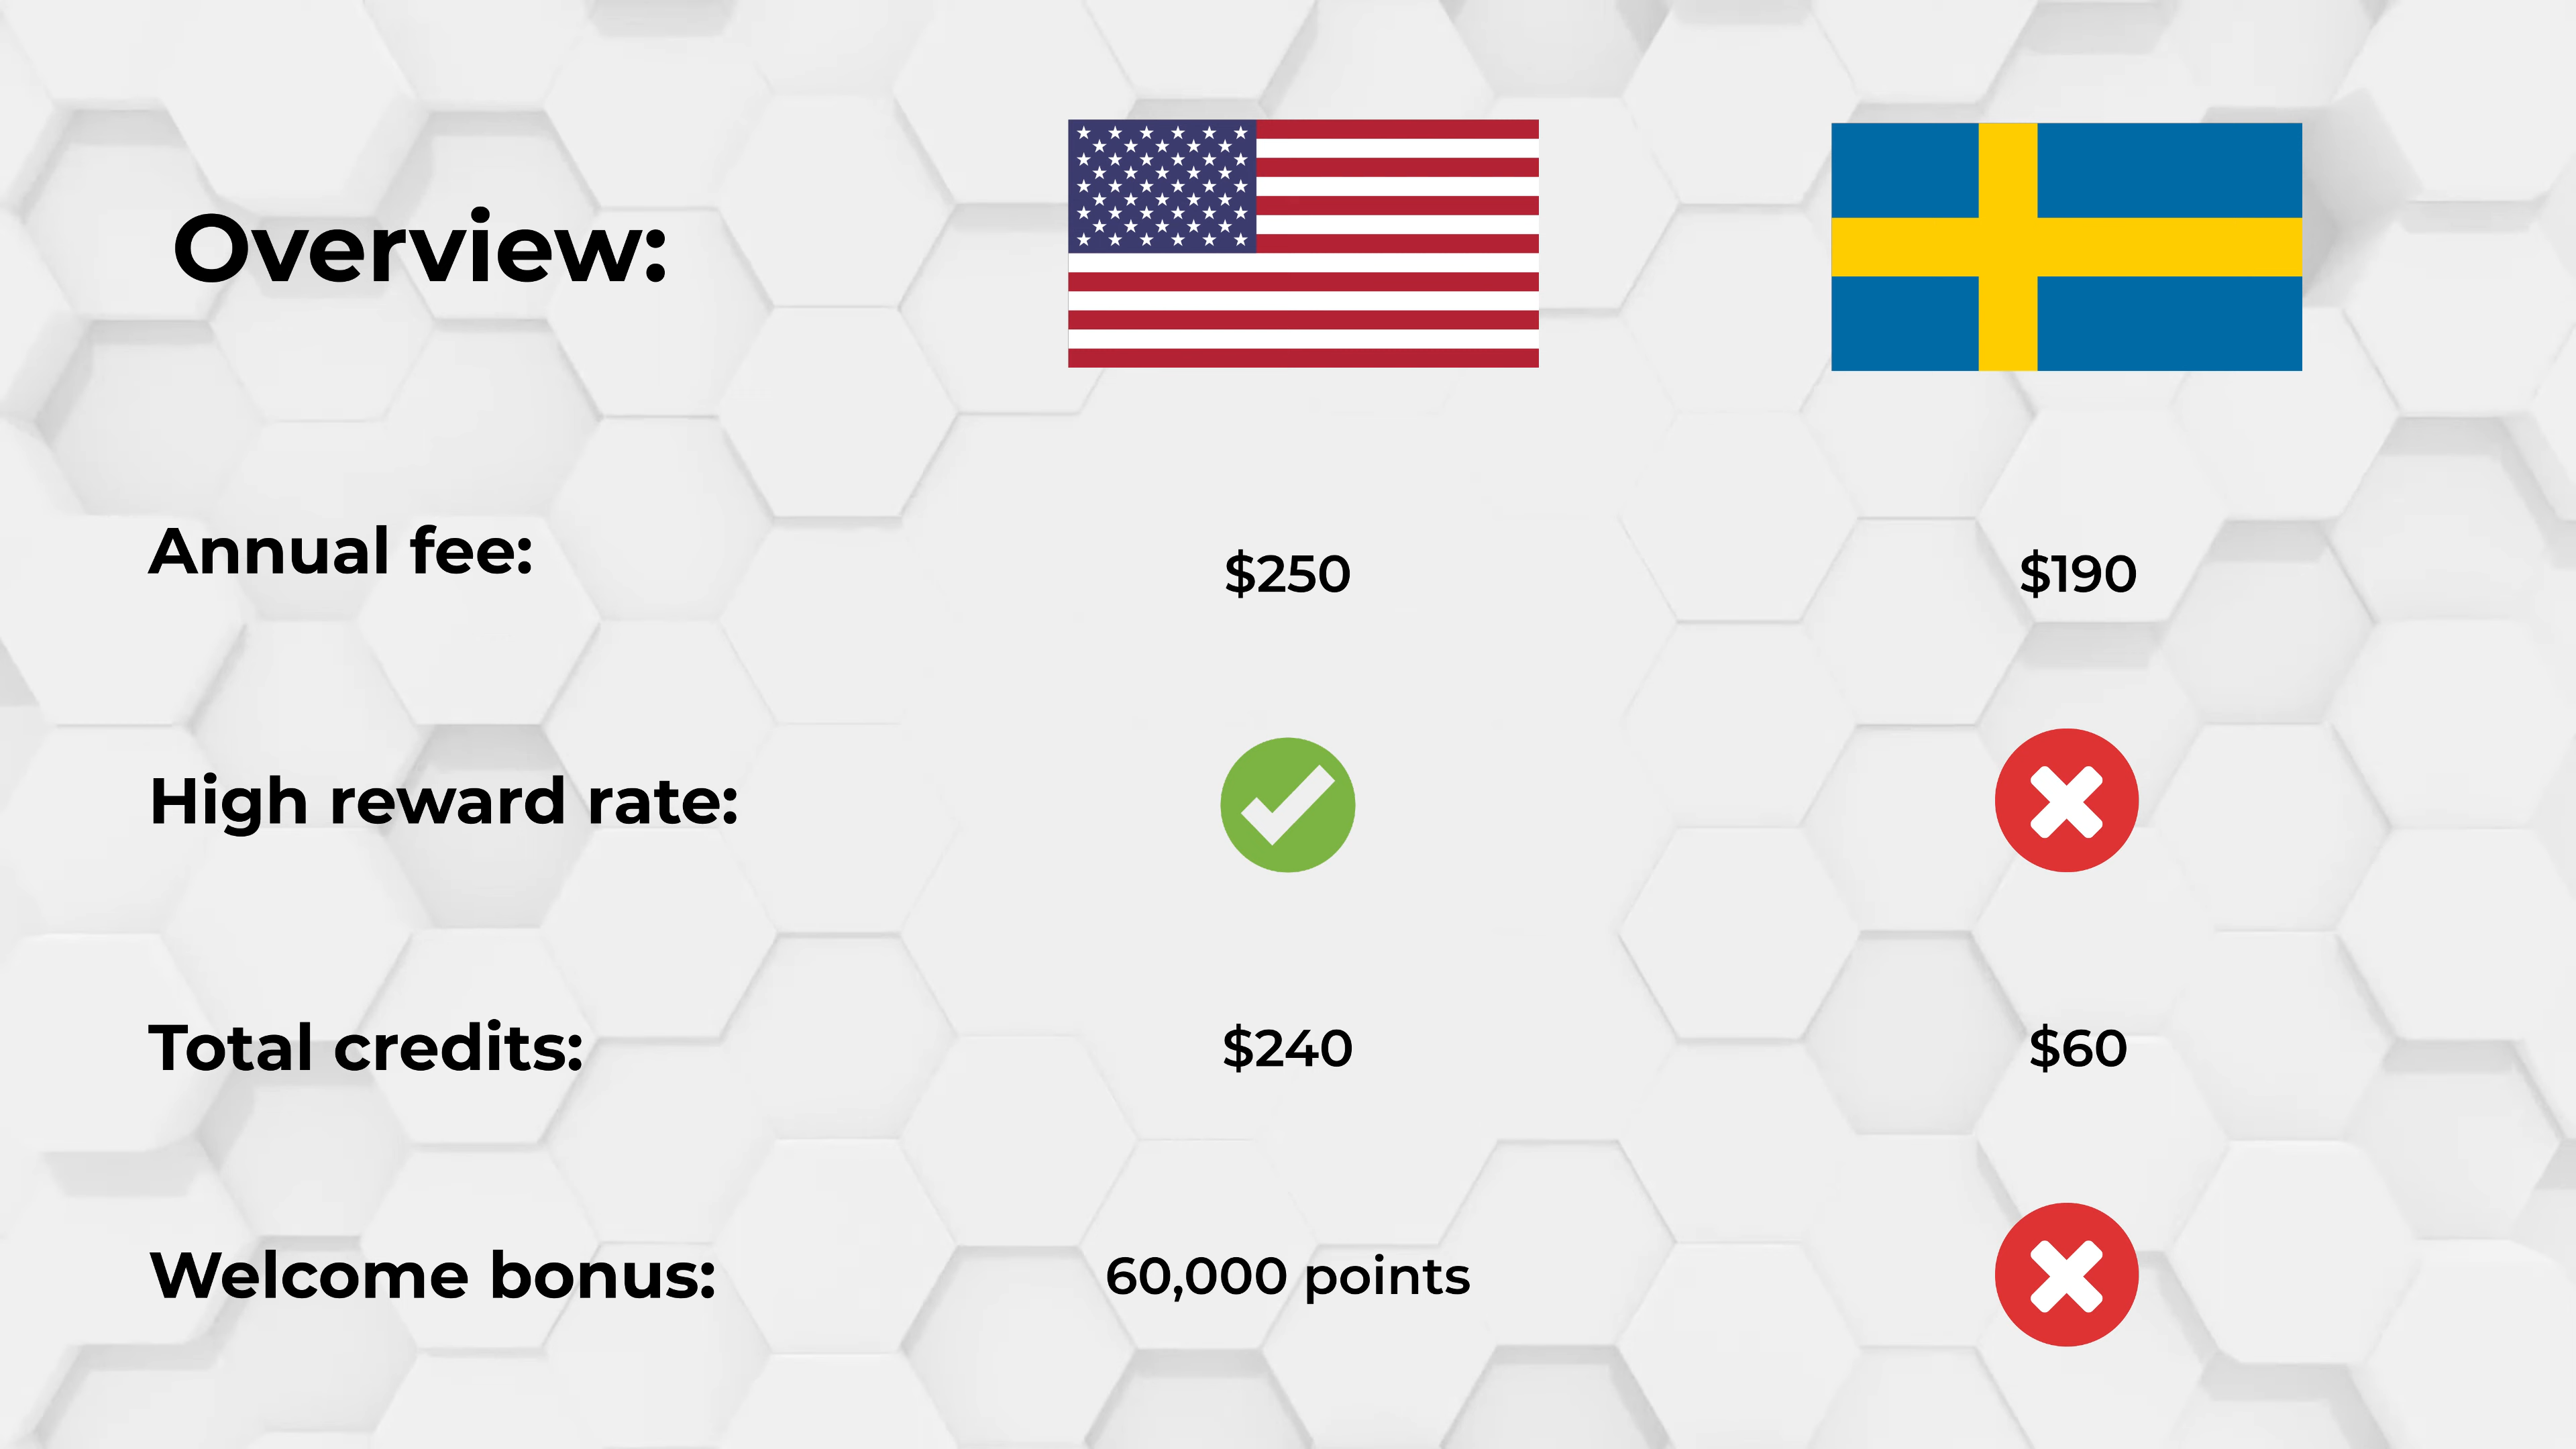 Overview:
Annual fee:
$250
$190
High reward rate:
Total credits:
$240
$60
Welcome bonus:
60,000 points